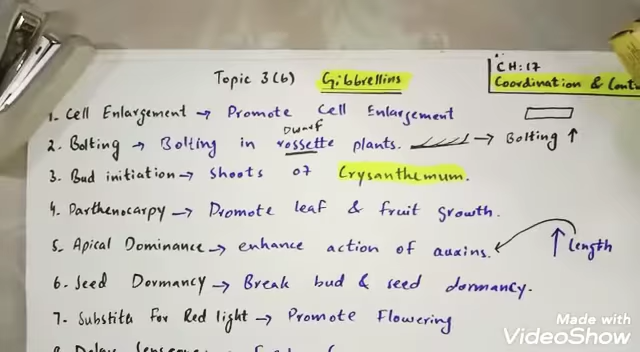 CH:17
Coordination & Cont
Topic 3(b) Gibbrellins
1. Cell Enlargement → Promote Cell Enlargement
Dwarf
2. Bolting → Bolting in rossette plants. → Bolting ↑
3. Bud initiation → shoots of Crysanthemum.
4. Parthenocarpy → Promote leaf & fruit growth.
5. Apical Dominance → enhance action of auxins. ↑ length
6. Seed Dormancy → Break bud & seed dormancy.
7. Substitu for Red light → Promote Flowering
Made with
VideoShow